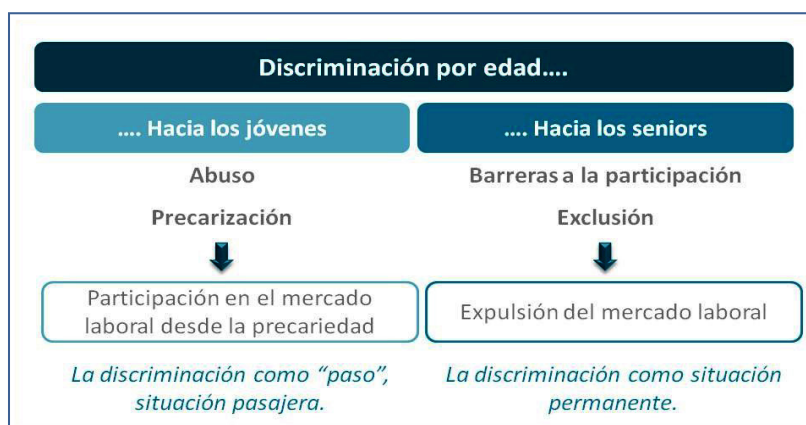 Discriminación por edad....
.... Hacia los jóvenes
Abuso
Precarización
Participación en el mercado
laboral desde la precariedad
La discriminación como “paso”,
situación pasajera.
.... Hacia los seniors
Barreras a la participación
Exclusión
Expulsión del mercado laboral
La discriminación como situación
permanente.